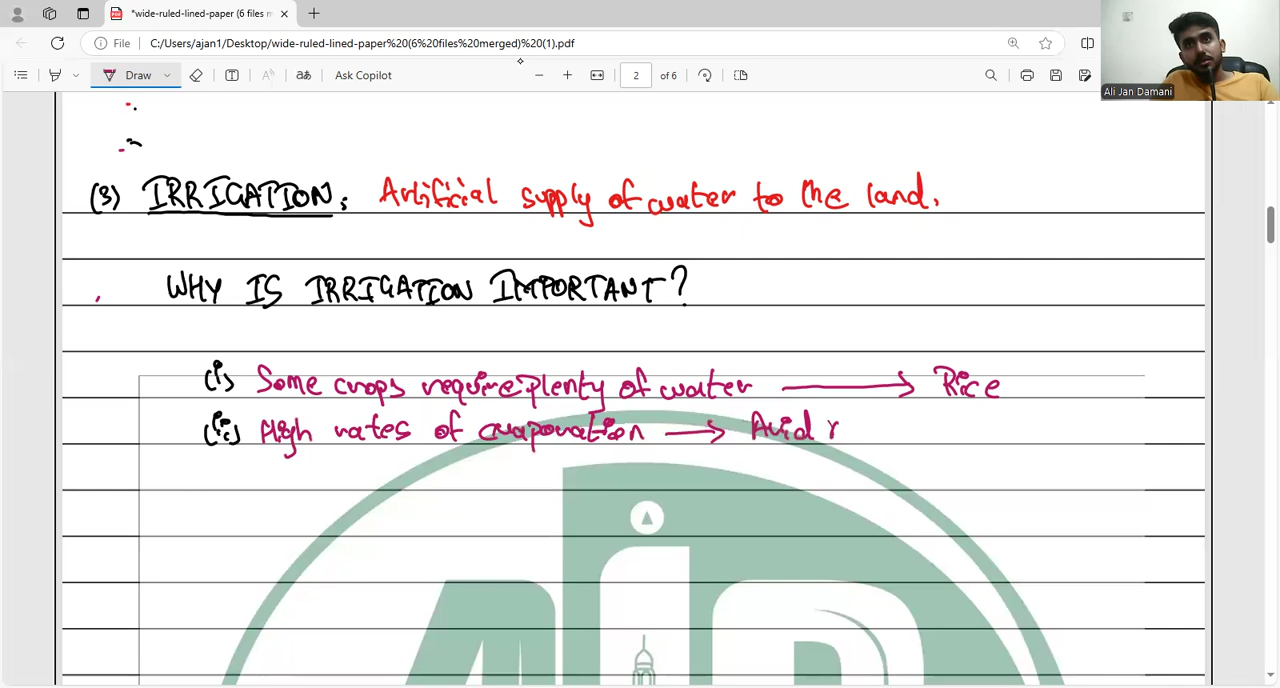 *wide-ruled-lined-paper (6 files m
File C:/Users/ajan1/Desktop/wide-ruled-lined-paper%20(6%20files%20merged)%20(1).pdf
Draw Ask Copilot 2 of 6
Ali Jan Damani
(3) IRRIGATION: Artificial supply of water to the land.
WHY IS IRRIGATION IMPORTANT?
(i) Some crops require plenty of water → Rice
(ii) High rates of evaporation → Arid r